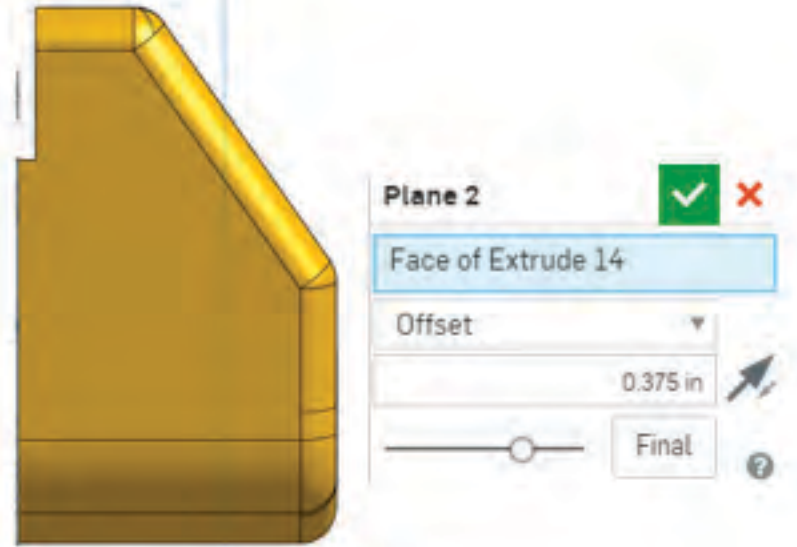 Plane 2
Face of Extrude 14
Offset
0.375 in
Final
?